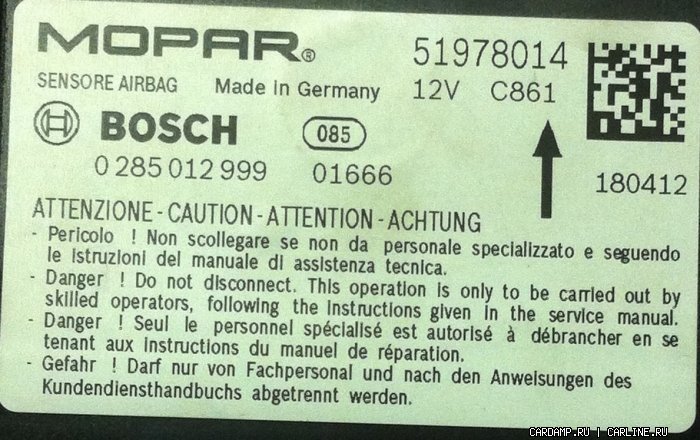 MOPAR®
51978014
SENSORE AIRBAG Made in Germany 12V C861
BOSCH 085
0 285 012 999 01666 180412
ATTENZIONE - CAUTION - ATTENTION - ACHTUNG
- Pericolo ! Non scollegare se non da personale specializzato e seguendo
le istruzioni del manuale di assistenza tecnica.
- Danger ! Do not disconnect. This operation is only to be carried out by
skilled operators, following the instructions given in the service manual.
- Danger ! Seul le personnel spécialisé est autorisé à débrancher en se
tenant aux instructions du manuel de réparation.
- Gefahr ! Darf nur von Fachpersonal und nach den Anweisungen des
Kundendiensthandbuchs abgetrennt werden.
CARDAMP.RU | CARLINE.RU